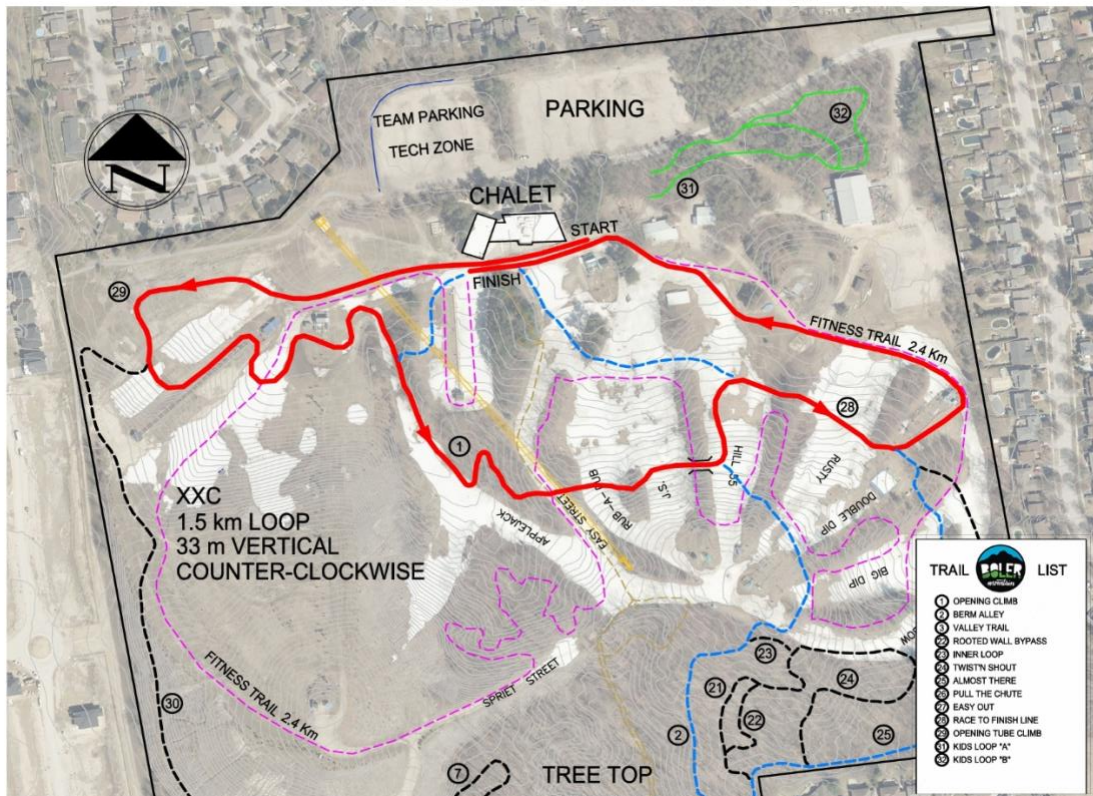 TEAM PARKING
TECH ZONE
PARKING
N
CHALET
START
FINISH
32
31
29
FITNESS TRAIL 2.4 Km
28
1
HILL 55
J.S.
RUB-A-DUB
EASY STREET
APPLEJACK
RUSTY
DOUBLE DIP
BIG DIP
XXC
1.5 km LOOP
33 m VERTICAL
COUNTER-CLOCKWISE
FITNESS TRAIL 2.4 Km
SPRIET STREET
30
7
TREE TOP
2
21
22
23
24
25
OW
TRAIL BOLER mountain LIST
1 OPENING CLIMB
2 BERM ALLEY
3 VALLEY TRAIL
22 ROOTED WALL BYPASS
23 INNER LOOP
24 TWIST'N SHOUT
25 ALMOST THERE
26 PULL THE CHUTE
27 EASY OUT
28 RACE TO FINISH LINE
29 OPENING TUBE CLIMB
31 KIDS LOOP "A"
32 KIDS LOOP "B"